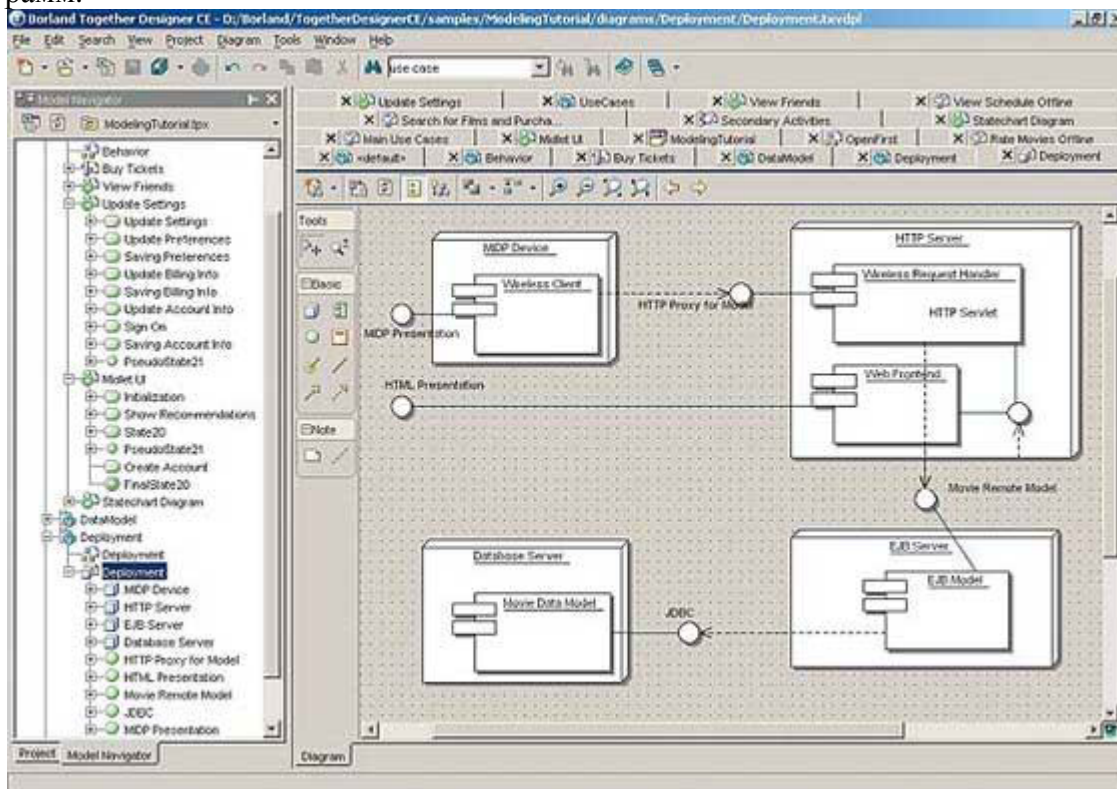 рамм.
Borland Together Designer CE - D:/Borland/TogetherDesignerCE/samples/ModelingTutorial/diagrams/Deployment/Deployment.txvdpl
File Edit Search View Project Diagram Tools Window Help
use case
Model Navigator
ModelingTutorial.tpx
Behavior
Buy Tickets
View Friends
Update Settings
Update Settings
Update Preferences
Saving Preferences
Update Billing Info
Saving Billing Info
Update Account Info
Sign On
Saving Account Info
PseudoState21
Midlet UI
Initialization
Show Recommendations
State20
PseudoState21
Create Account
FinalState20
Statechart Diagram
DataModel
Deployment
Deployment
Deployment
MIDP Device
HTTP Server
EJB Server
Database Server
HTTP Proxy for Model
HTML Presentation
Movie Remote Model
JDBC
MIDP Presentation
Project Model Navigator
Update Settings UseCases View Friends View Schedule Offline
Search for Films and Purcha... Secondary Activities Statechart Diagram
Main Use Cases Midlet UI ModelingTutorial OpenFirst Rate Movies Offline
<default> Behavior Buy Tickets DataModel Deployment Deployment
Tools
Basic
Note
MIDP Device
Wireless Client
MIDP Presentation
HTTP Proxy for Model
HTTP Server
Wireless Request Handler
HTTP Servlet
HTML Presentation
Web Frontend
Movie Remote Model
Database Server
Movie Data Model
JDBC
EJB Server
EJB Model
Diagram